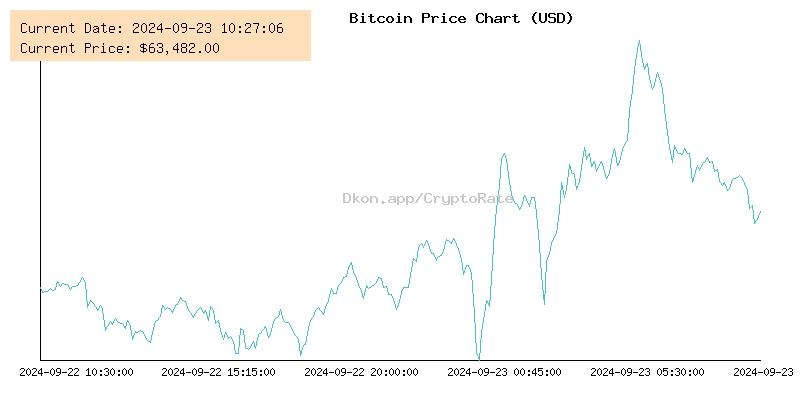 Bitcoin Price Chart (USD)
Current Date: 2024-09-23 10:27:06
Current Price: $63,482.00
Dkon.app/CryptoRate
2024-09-22 10:30:00 2024-09-22 15:15:00 2024-09-22 20:00:00 2024-09-23 00:45:00 2024-09-23 05:30:00 2024-09-23